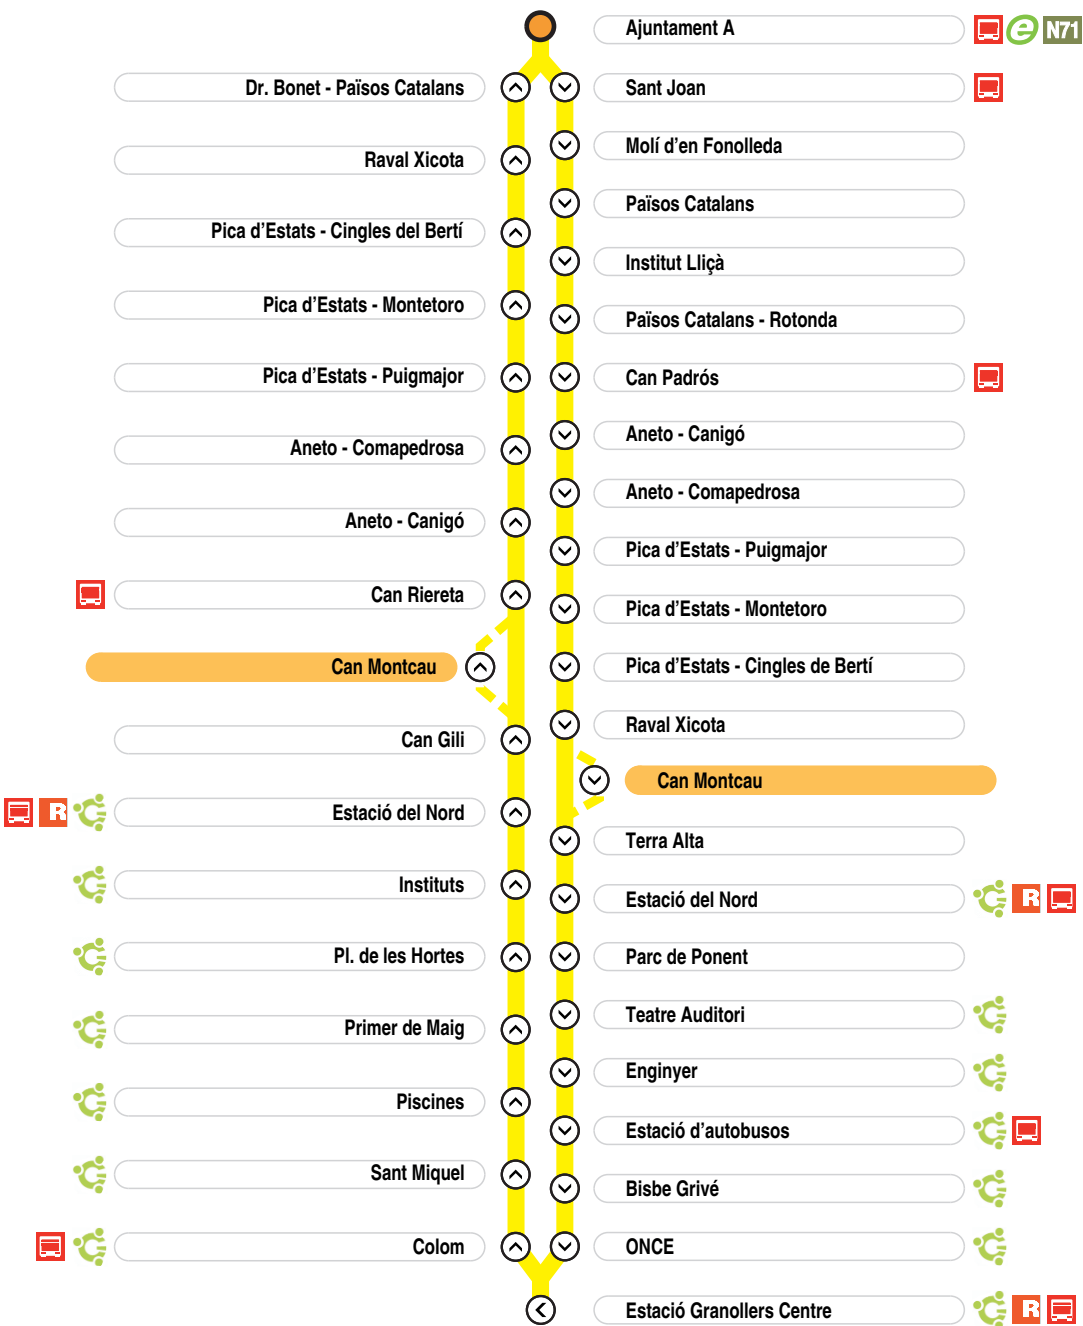 Ajuntament A
N71
Dr. Bonet - Països Catalans
Sant Joan
Molí d'en Fonolleda
Raval Xicota
Països Catalans
Pica d'Estats - Cingles del Bertí
Institut Lliçà
Pica d'Estats - Montetoro
Països Catalans - Rotonda
Pica d'Estats - Puigmajor
Can Padrós
Aneto - Canigó
Aneto - Comapedrosa
Aneto - Comapedrosa
Aneto - Canigó
Pica d'Estats - Puigmajor
Can Riereta
Pica d'Estats - Montetoro
Can Montcau
Pica d'Estats - Cingles de Bertí
Raval Xicota
Can Gili
Can Montcau
R
Estació del Nord
Terra Alta
Instituts
Estació del Nord
R
Pl. de les Hortes
Parc de Ponent
Teatre Auditori
Primer de Maig
Enginyer
Piscines
Estació d'autobusos
Sant Miquel
Bisbe Grivé
Colom
ONCE
Estació Granollers Centre
R